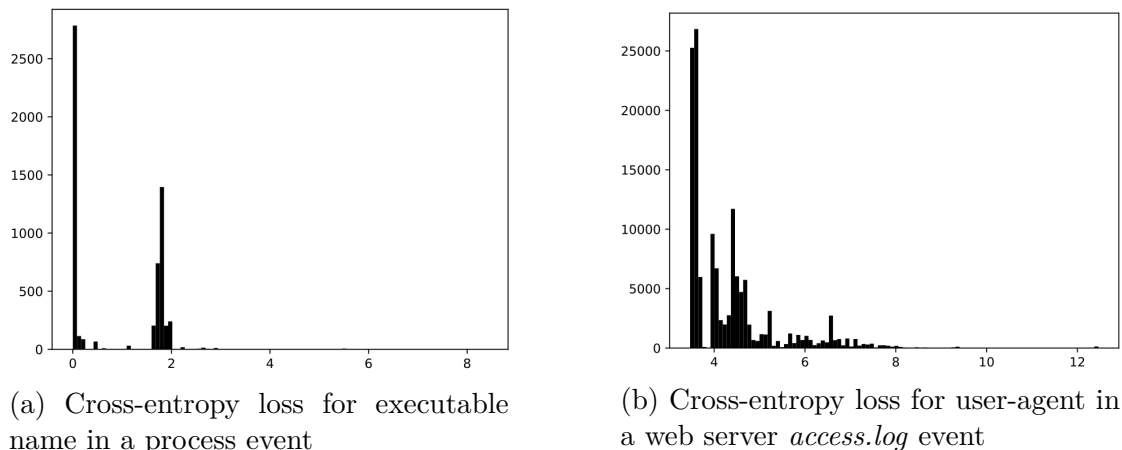 2500
2000
1500
1000
500
0
0 2 4 6 8
(a) Cross-entropy loss for executable
name in a process event
25000
20000
15000
10000
5000
0
4 6 8 10 12
(b) Cross-entropy loss for user-agent in
a web server access.log event